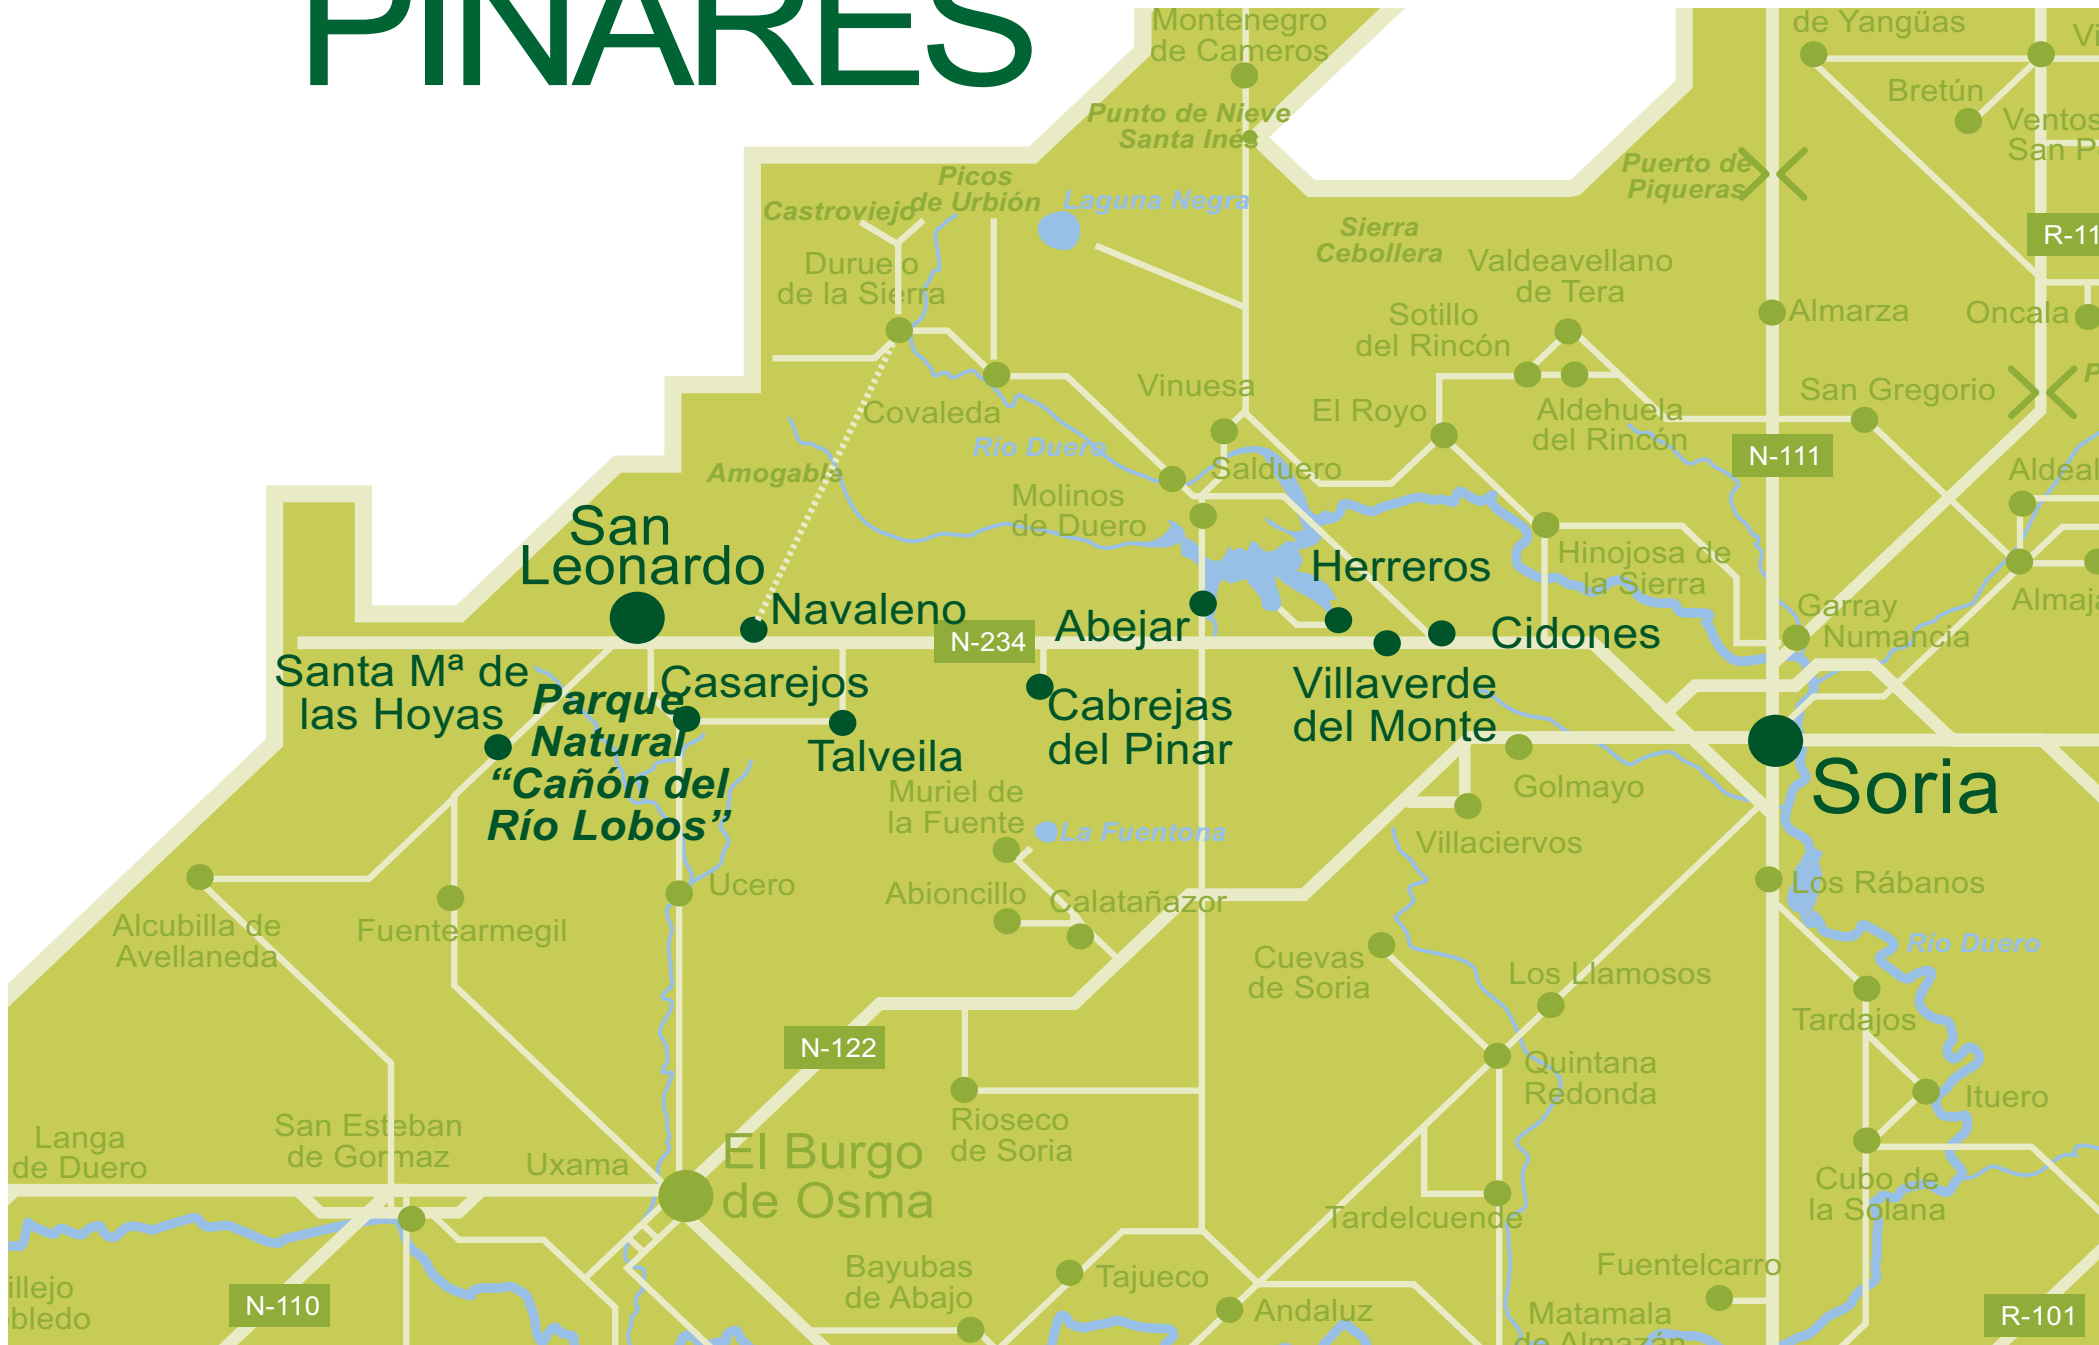 PINARES
Montenegro
de Cameros
de Yangüas
Vi
Bretún
Punto de Nieve
Santa Inés
Ventos
San P
Puerto de
Piqueras
Picos
de Urbión
Castroviejo
Laguna Negra
Sierra
Cebollera
R-11
Duruelo
de la Sierra
Valdeavellano
de Tera
Sotillo
del Rincón
Almarza
Oncala
P
Vinuesa
San Gregorio
Covaleda
El Royo
Aldehuela
del Rincón
Río Duero
N-111
Amogable
Salduero
Aldeal
Molinos
de Duero
San
Leonardo
Herreros
Hinojosa de
la Sierra
Navaleno
Abejar
N-234
Cidones
Garray
Numancia
Almaja
Santa Mª de
las Hoyas
Casarejos
Parque
Natural
“Cañón del
Río Lobos”
Talveila
Cabrejas
del Pinar
Villaverde
del Monte
Soria
Golmayo
Muriel de
la Fuente
La Fuentona
Villaciervos
Ucero
Abioncillo
Calatañazor
Los Rábanos
Alcubilla de
Avellaneda
Fuentearmegil
Río Duero
Cuevas
de Soria
Los Llamosos
Tardajos
N-122
Quintana
Redonda
Ituero
Rioseco
de Soria
San Esteban
de Gormaz
Langa
de Duero
Uxama
El Burgo
de Osma
Cubo de
la Solana
Tardelcuende
Bayubas
de Abajo
Tajueco
Fuentelcarro
illejo
bledo
N-110
Andaluz
Matamala
de Almazán
R-101